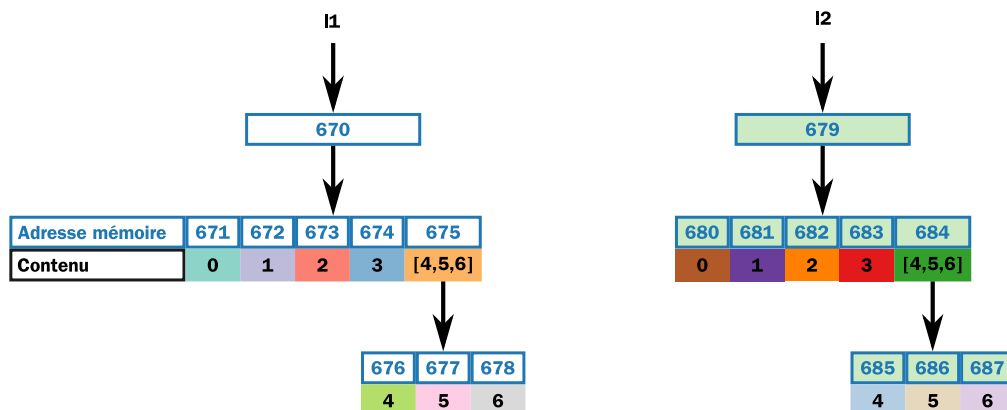 l1 l2
670 679
Adresse mémoire 671 672 673 674 675 680 681 682 683 684
Contenu 0 1 2 3 [4,5,6] 0 1 2 3 [4,5,6]
676 677 678 685 686 687
4 5 6 4 5 6